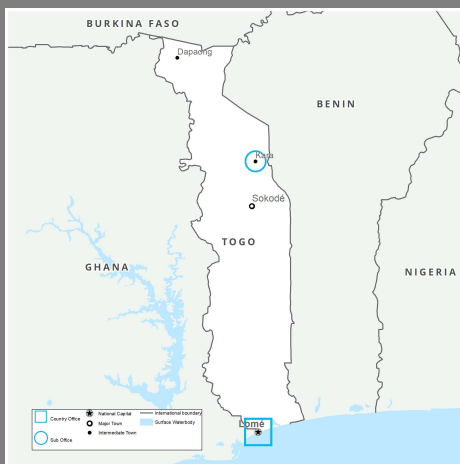 BURKINA FASO
Dapaong
BENIN
Kara
Sokodé
TOGO
GHANA
NIGERIA
Lomé
Country Office
Sub Office
National Capital
Major Town
Intermediate Town
International boundary
Surface Waterbody